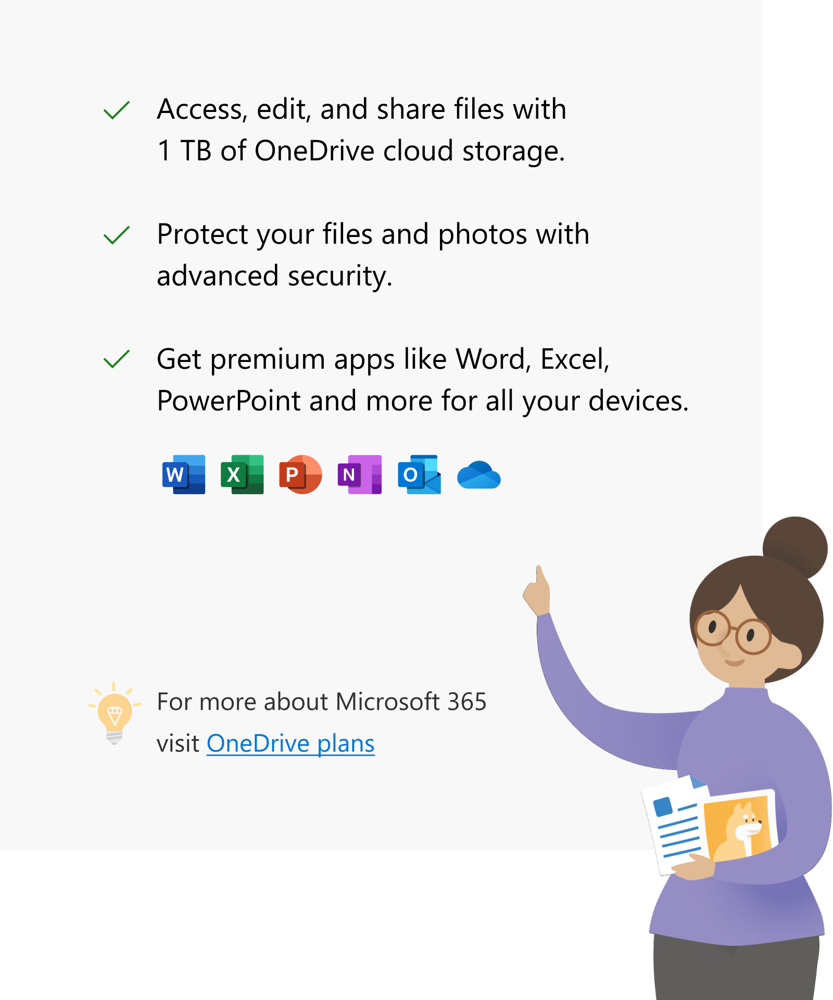 Access, edit, and share files with
1 TB of OneDrive cloud storage.
Protect your files and photos with
advanced security.
Get premium apps like Word, Excel,
PowerPoint and more for all your devices.
W X P N O
For more about Microsoft 365
visit OneDrive plans